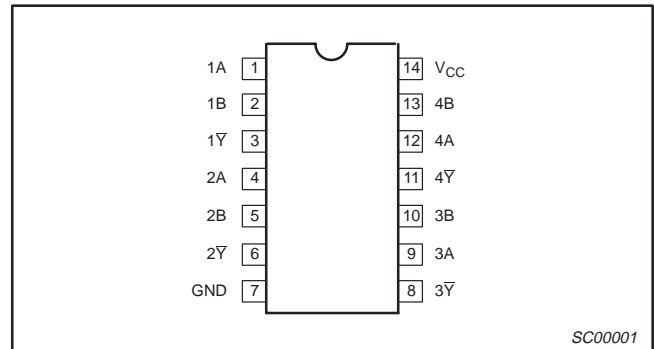 1A 1 14 V_CC
1B 2 13 4B
1Y̅ 3 12 4A
2A 4 11 4Y̅
2B 5 10 3B
2Y̅ 6 9 3A
GND 7 8 3Y̅
SC00001